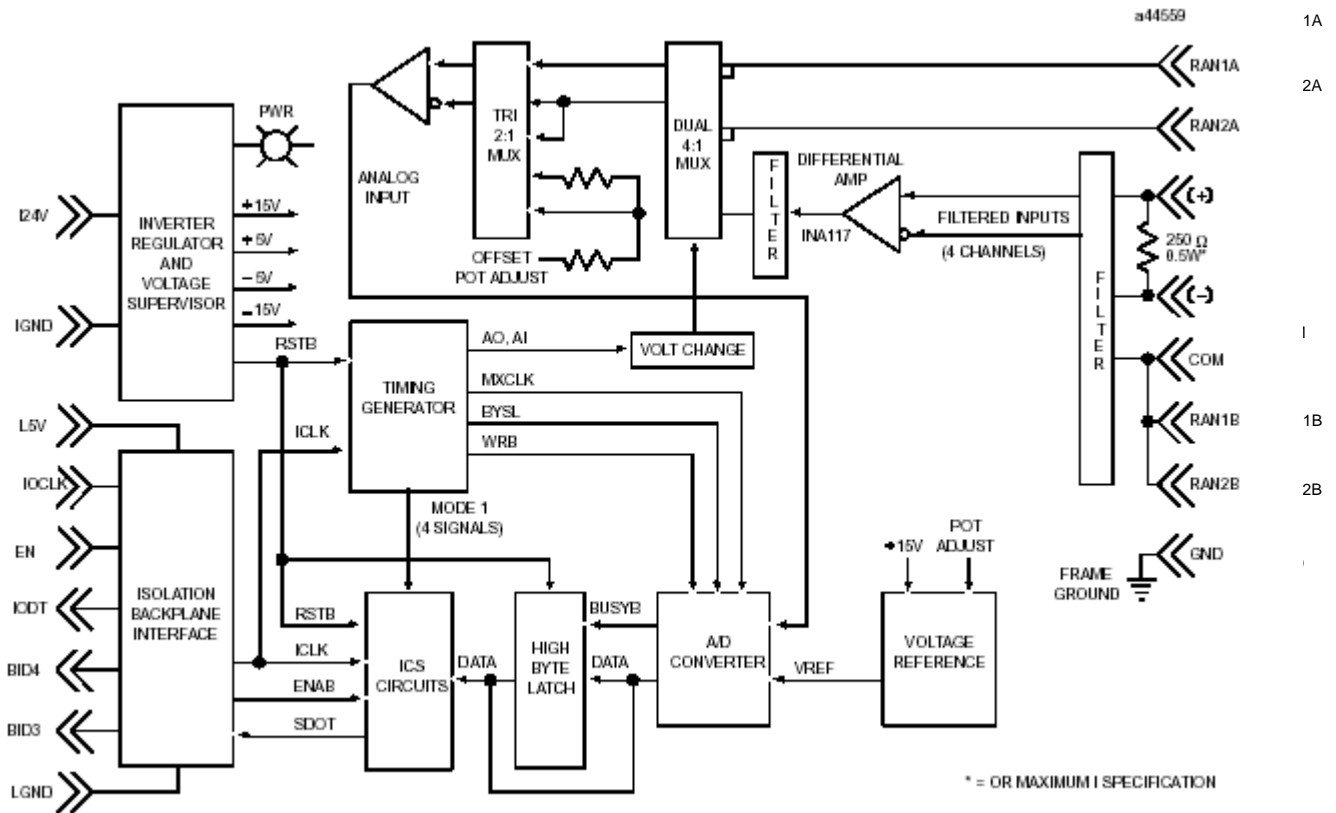 a44559
1A
RAN1A
2A
RAN2A
PWR
TRI
2:1
MUX
DUAL
4:1
MUX
ANALOG
INPUT
FILTER
DIFFERENTIAL
AMP
INA117
FILTERED INPUTS
(4 CHANNELS)
(+)
250 Ω
0.5W*
(−)
FILTER
I24V
IGND
INVERTER
REGULATOR
AND
VOLTAGE
SUPERVISOR
+15V
+5V
−5V
−15V
OFFSET
POT ADJUST
RSTB
TIMING
GENERATOR
AO, AI
VOLT CHANGE
MXCLK
BYSL
WRB
ICLK
MODE 1
(4 SIGNALS)
I
COM
RAN1B
1B
RAN2B
2B
GND
FRAME
GROUND
L5V
IOCLK
EN
IODT
BID4
BID3
LGND
ISOLATION
BACKPLANE
INTERFACE
RSTB
ICLK
ENAB
SDOT
ICS
CIRCUITS
DATA
HIGH
BYTE
LATCH
BUSYB
DATA
A/D
CONVERTER
VREF
+15V
POT
ADJUST
VOLTAGE
REFERENCE
* = OR MAXIMUM I SPECIFICATION